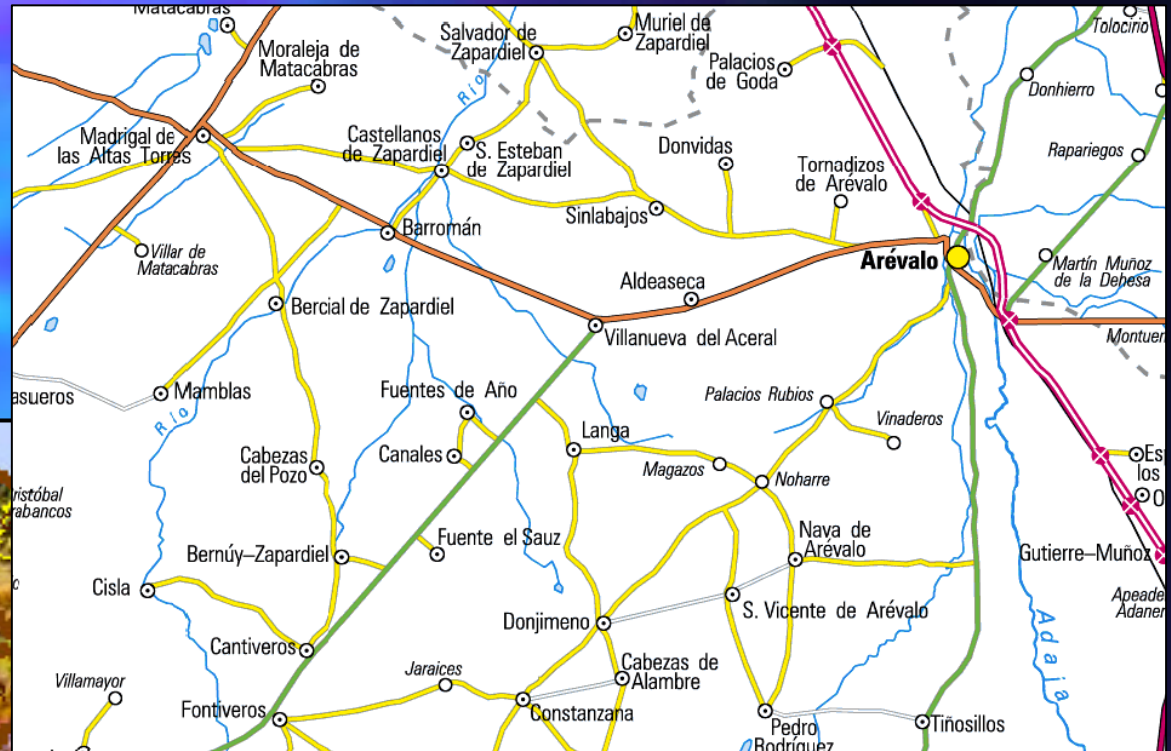 Matacabras
Moraleja de
Matacabras
Salvador de
Zapardiel
Muriel de
Zapardiel
Palacios
de Goda
Tolocirio
Donhierro
Río
Madrigal de
las Altas Torres
Castellanos
de Zapardiel
S. Esteban
de Zapardiel
Donvidas
Tornadizos
de Arévalo
Rapariegos
Sinlabajos
Barromán
Villar de
Matacabras
Arévalo
Martín Muñoz
de la Dehesa
Aldeaseca
Bercial de Zapardiel
Villanueva del Aceral
Montuen
asueros
Mamblas
Río
Fuentes de Año
Palacios Rubios
Vinaderos
Langa
Canales
Cabezas
del Pozo
Magazos
Noharre
Es
los
O
ristóbal
rabancos
Fuente el Sauz
Nava de
Arévalo
Bernúy–Zapardiel
Gutierre–Muñoz
Cisla
S. Vicente de Arévalo
Apeade
Adaner
Donjimeno
Adaja
Cantiveros
Jaraices
Cabezas de
Alambre
Villamayor
Fontiveros
Constanzana
Pedro
Rodríguez
Tiñosillos